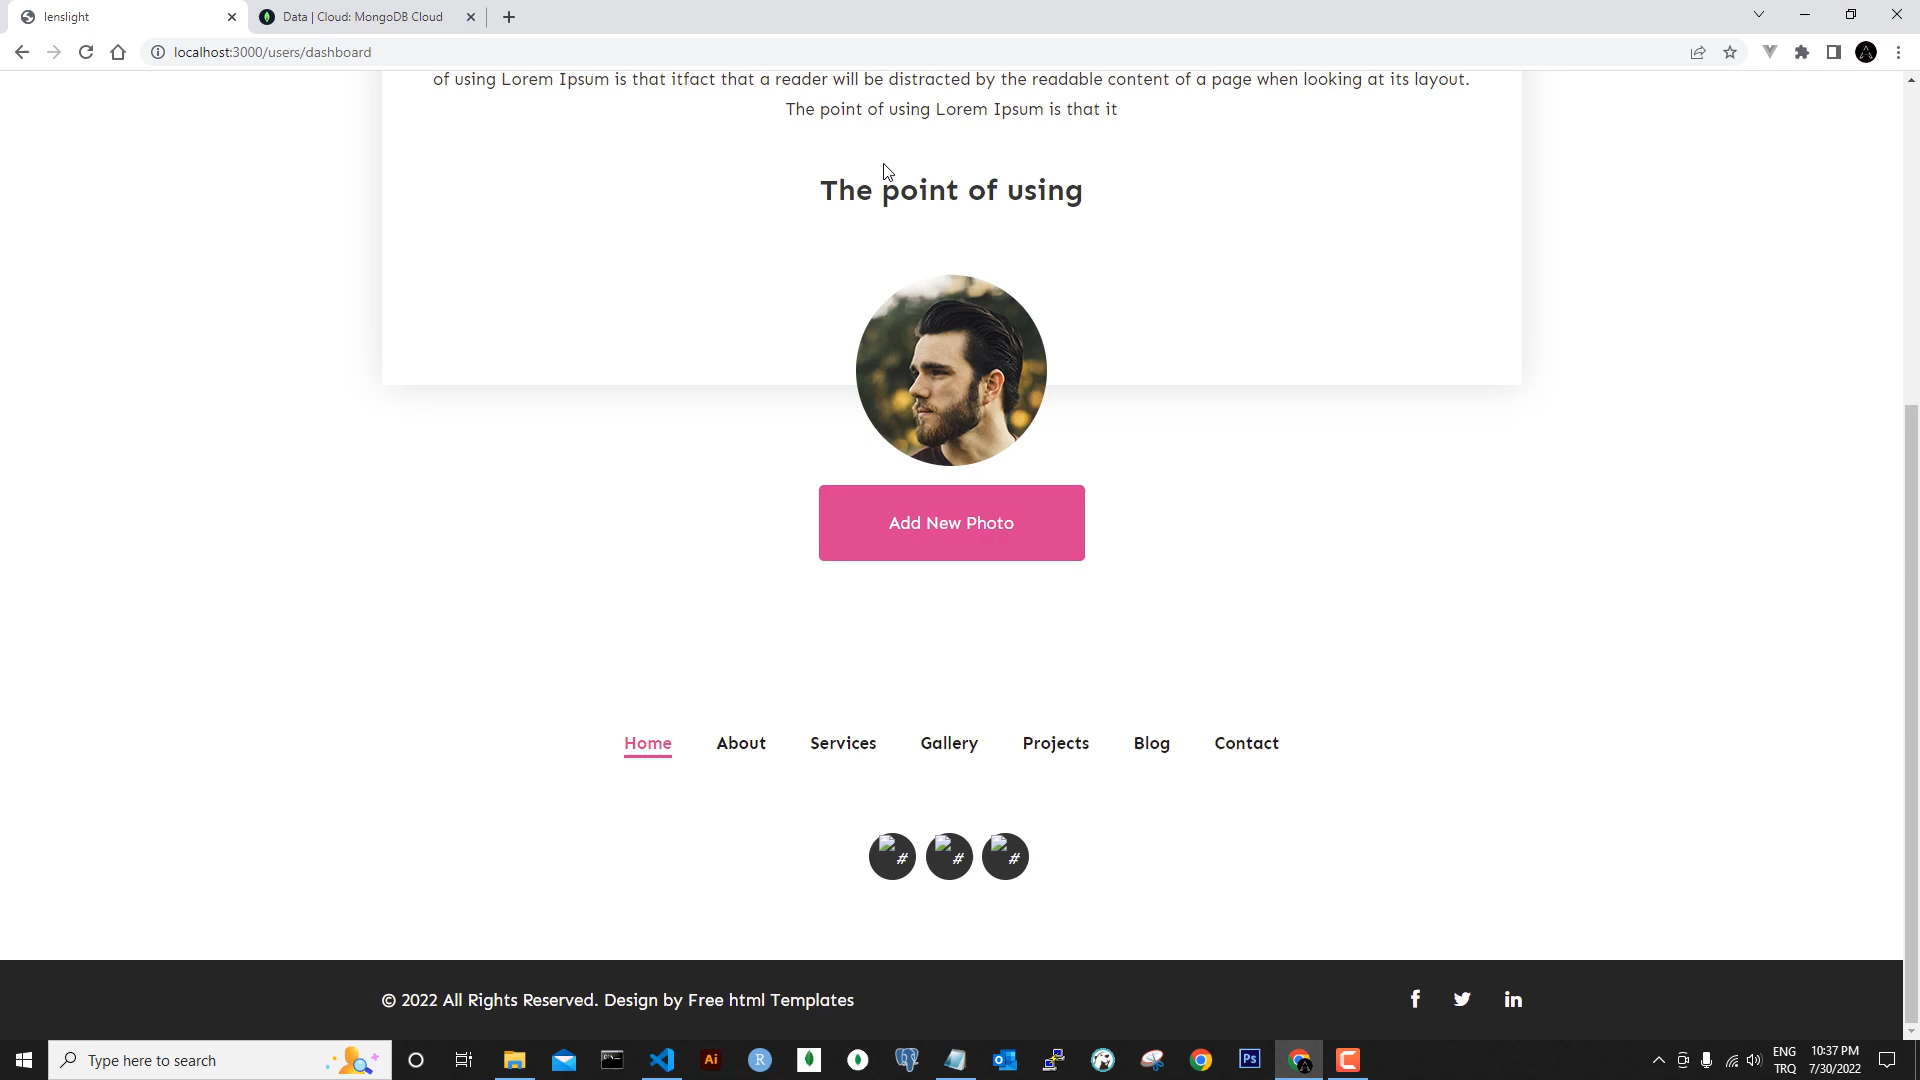 lenslight
Data | Cloud: MongoDB Cloud
localhost:3000/users/dashboard
of using Lorem Ipsum is that itfact that a reader will be distracted by the readable content of a page when looking at its layout.
The point of using Lorem Ipsum is that it
The point of using
Add New Photo
Home About Services Gallery Projects Blog Contact
# # #
© 2022 All Rights Reserved. Design by Free html Templates
f in
Type here to search
Ai R Ps
ENG 10:37 PM
TRQ 7/30/2022